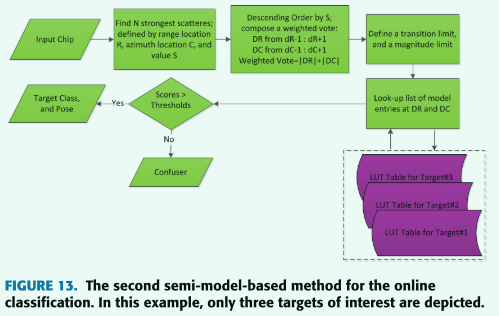 Input Chip
Find N strongest scatteres;
defined by range location
R, azimuth location C, and
value S
Descending Order by S;
compose a weighted vote:
DR from dR-1 : dR+1
DC from dC-1 : dC+1
Weighted Vote=|DR|+|DC|
Define a transition limit,
and a magnitude limit
Look-up list of model
entries at DR and DC
Scores >
Thresholds
Yes
Target Class,
and Pose
No
Confuser
LUT Table for Target#3
LUT Table for Target#2
LUT Table for Target#1
FIGURE 13. The second semi-model-based method for the online
classification. In this example, only three targets of interest are depicted.